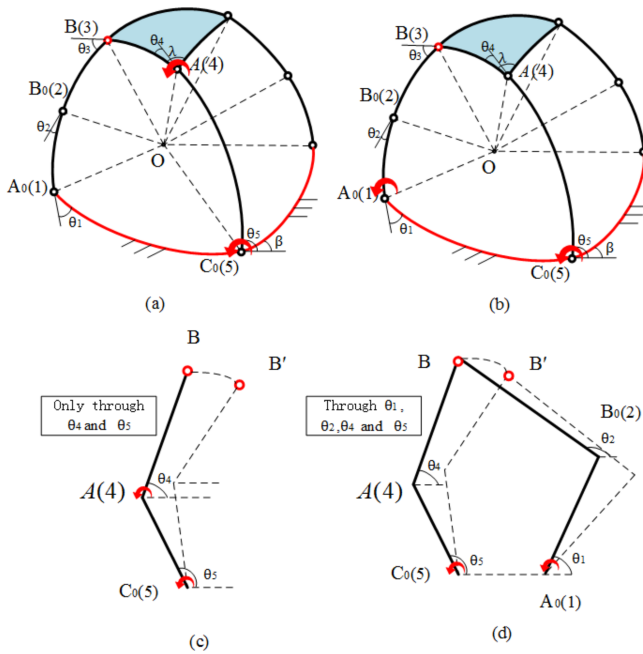 B(3)
θ3
θ4
λ
A(4)
B0(2)
θ2
O
A0(1)
θ1
C0(5)
θ5
β
(a)
B(3)
θ3
θ4
λ
A(4)
B0(2)
θ2
O
A0(1)
θ1
C0(5)
θ5
β
(b)
B
B′
Only through
θ4 and θ5
θ4
A(4)
C0(5)
θ5
(c)
B
B′
Through θ1,
θ2,θ4 and θ5
B0(2)
θ2
θ4
A(4)
C0(5)
θ5
θ1
A0(1)
(d)